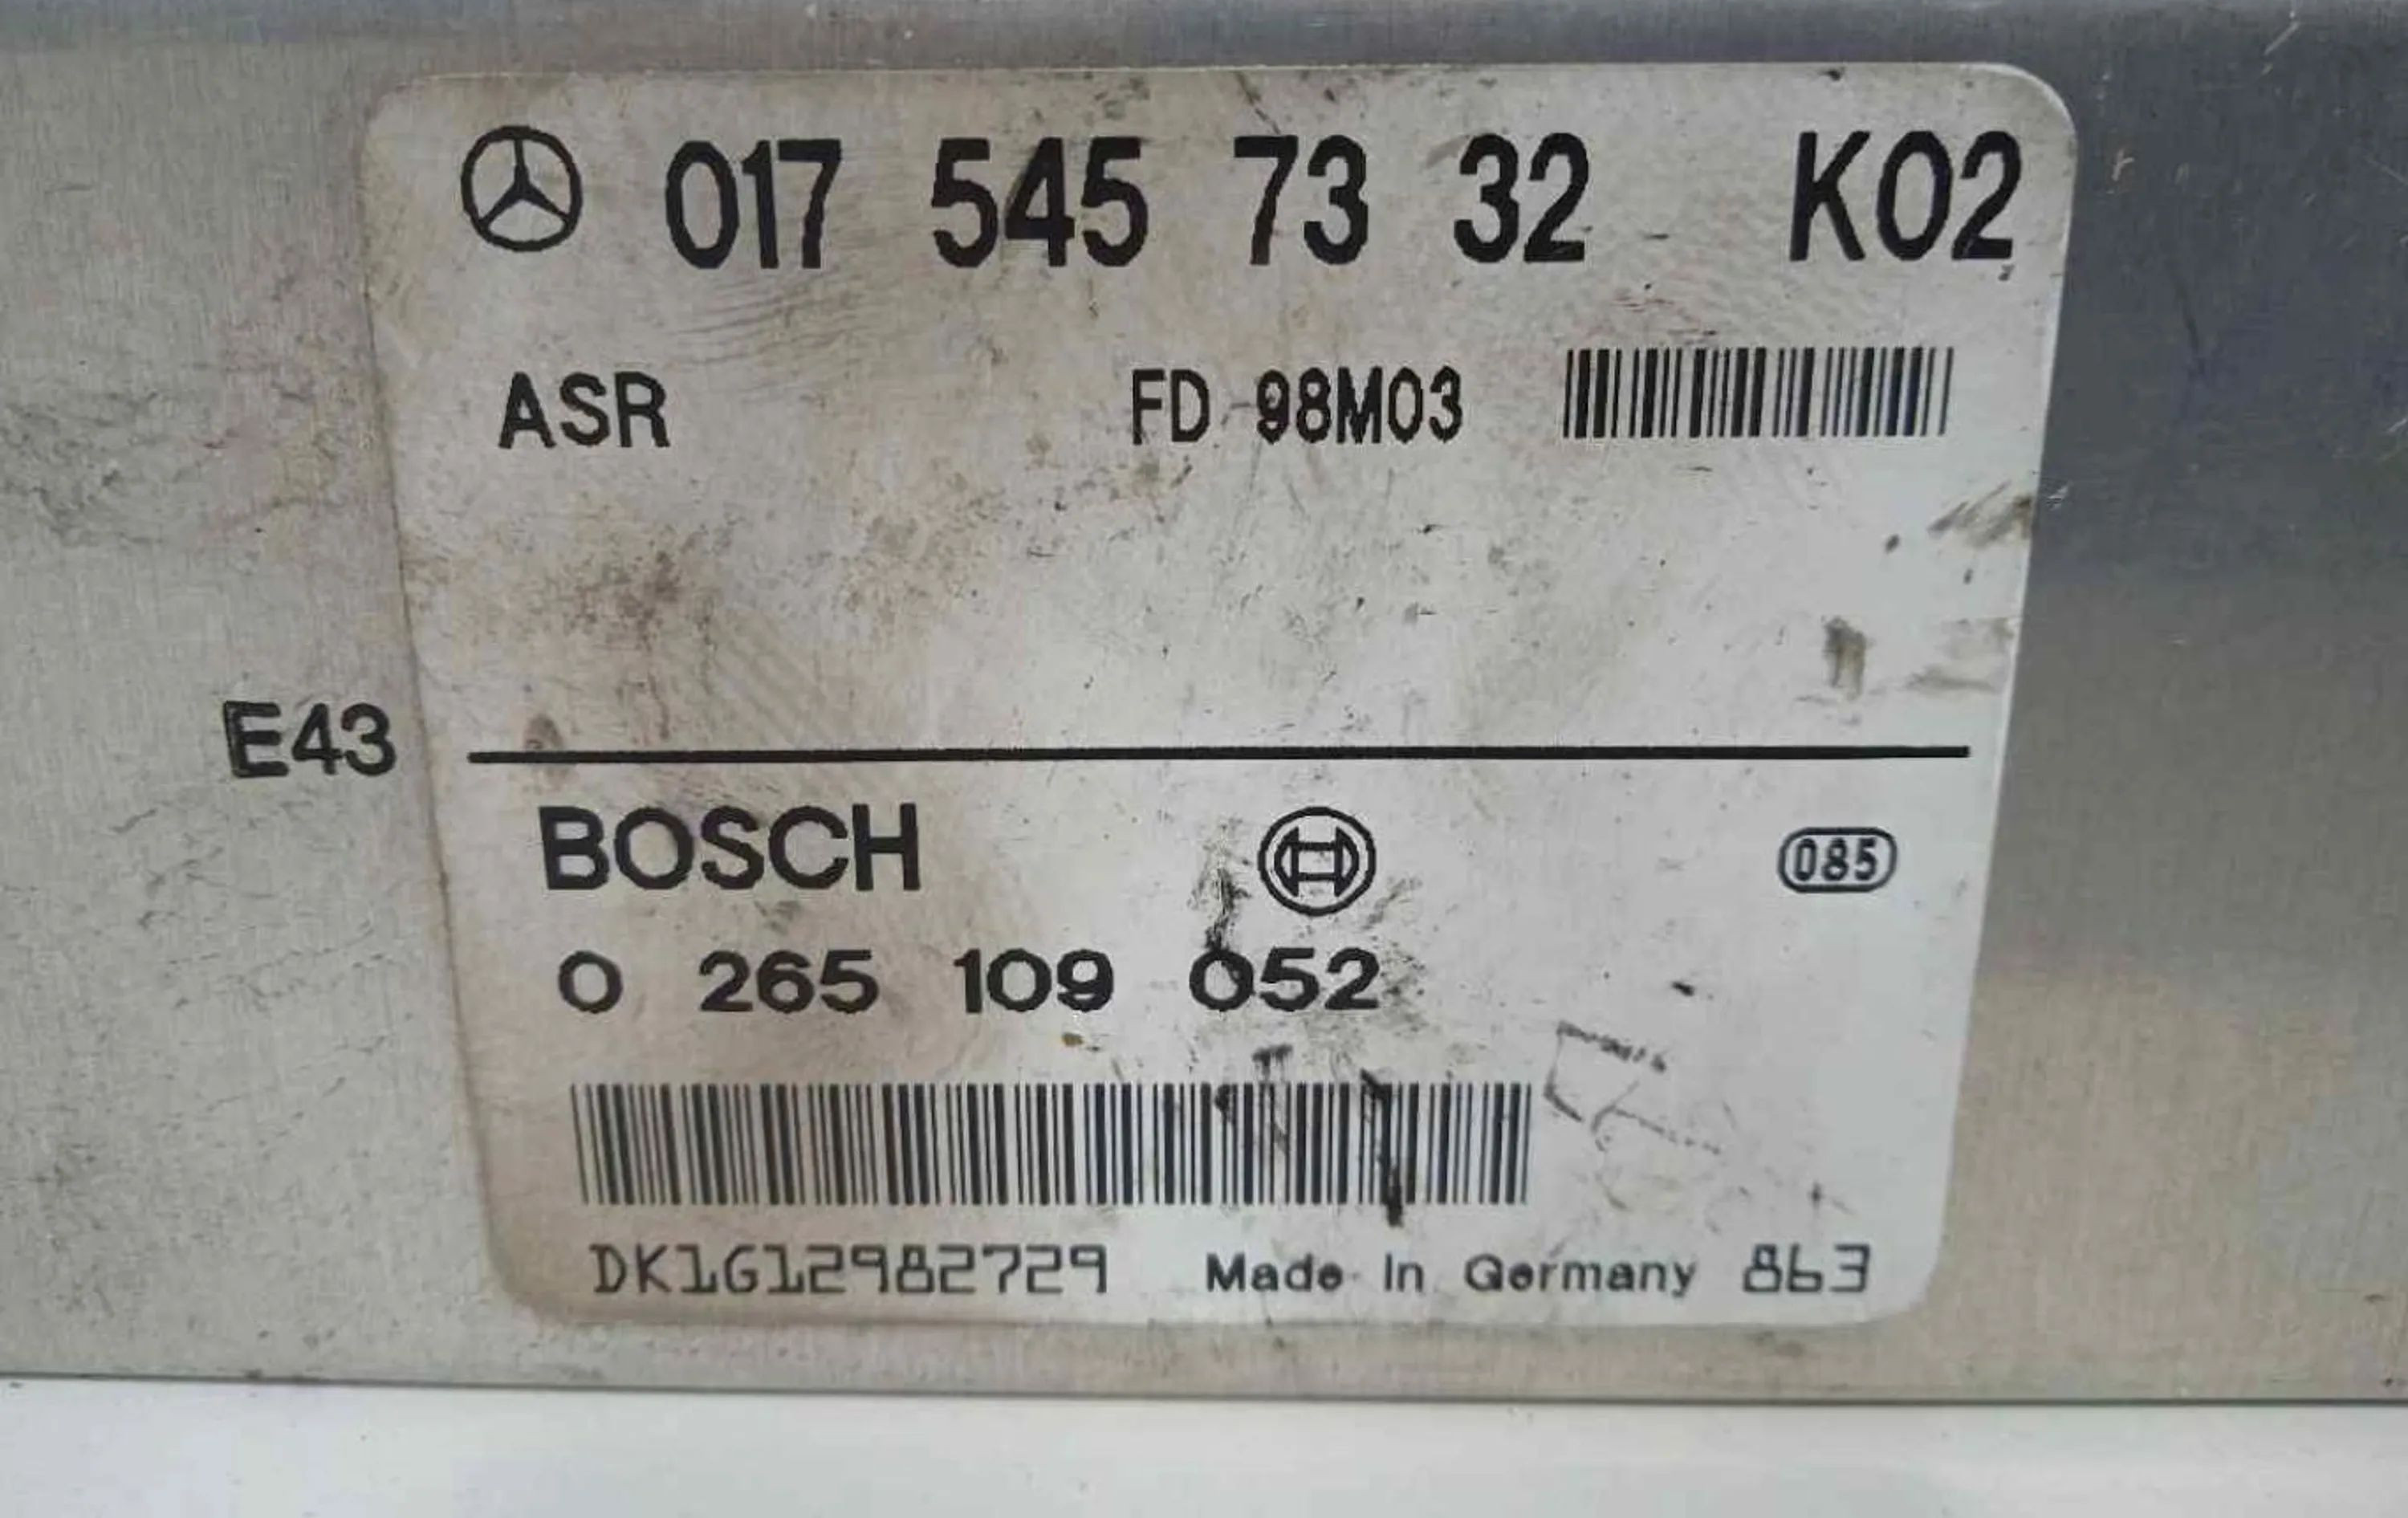 017 545 73 32 K02
ASR FD 98M03
E43
BOSCH 085
0 265 109 052
DK1G12982729 Made In Germany 863